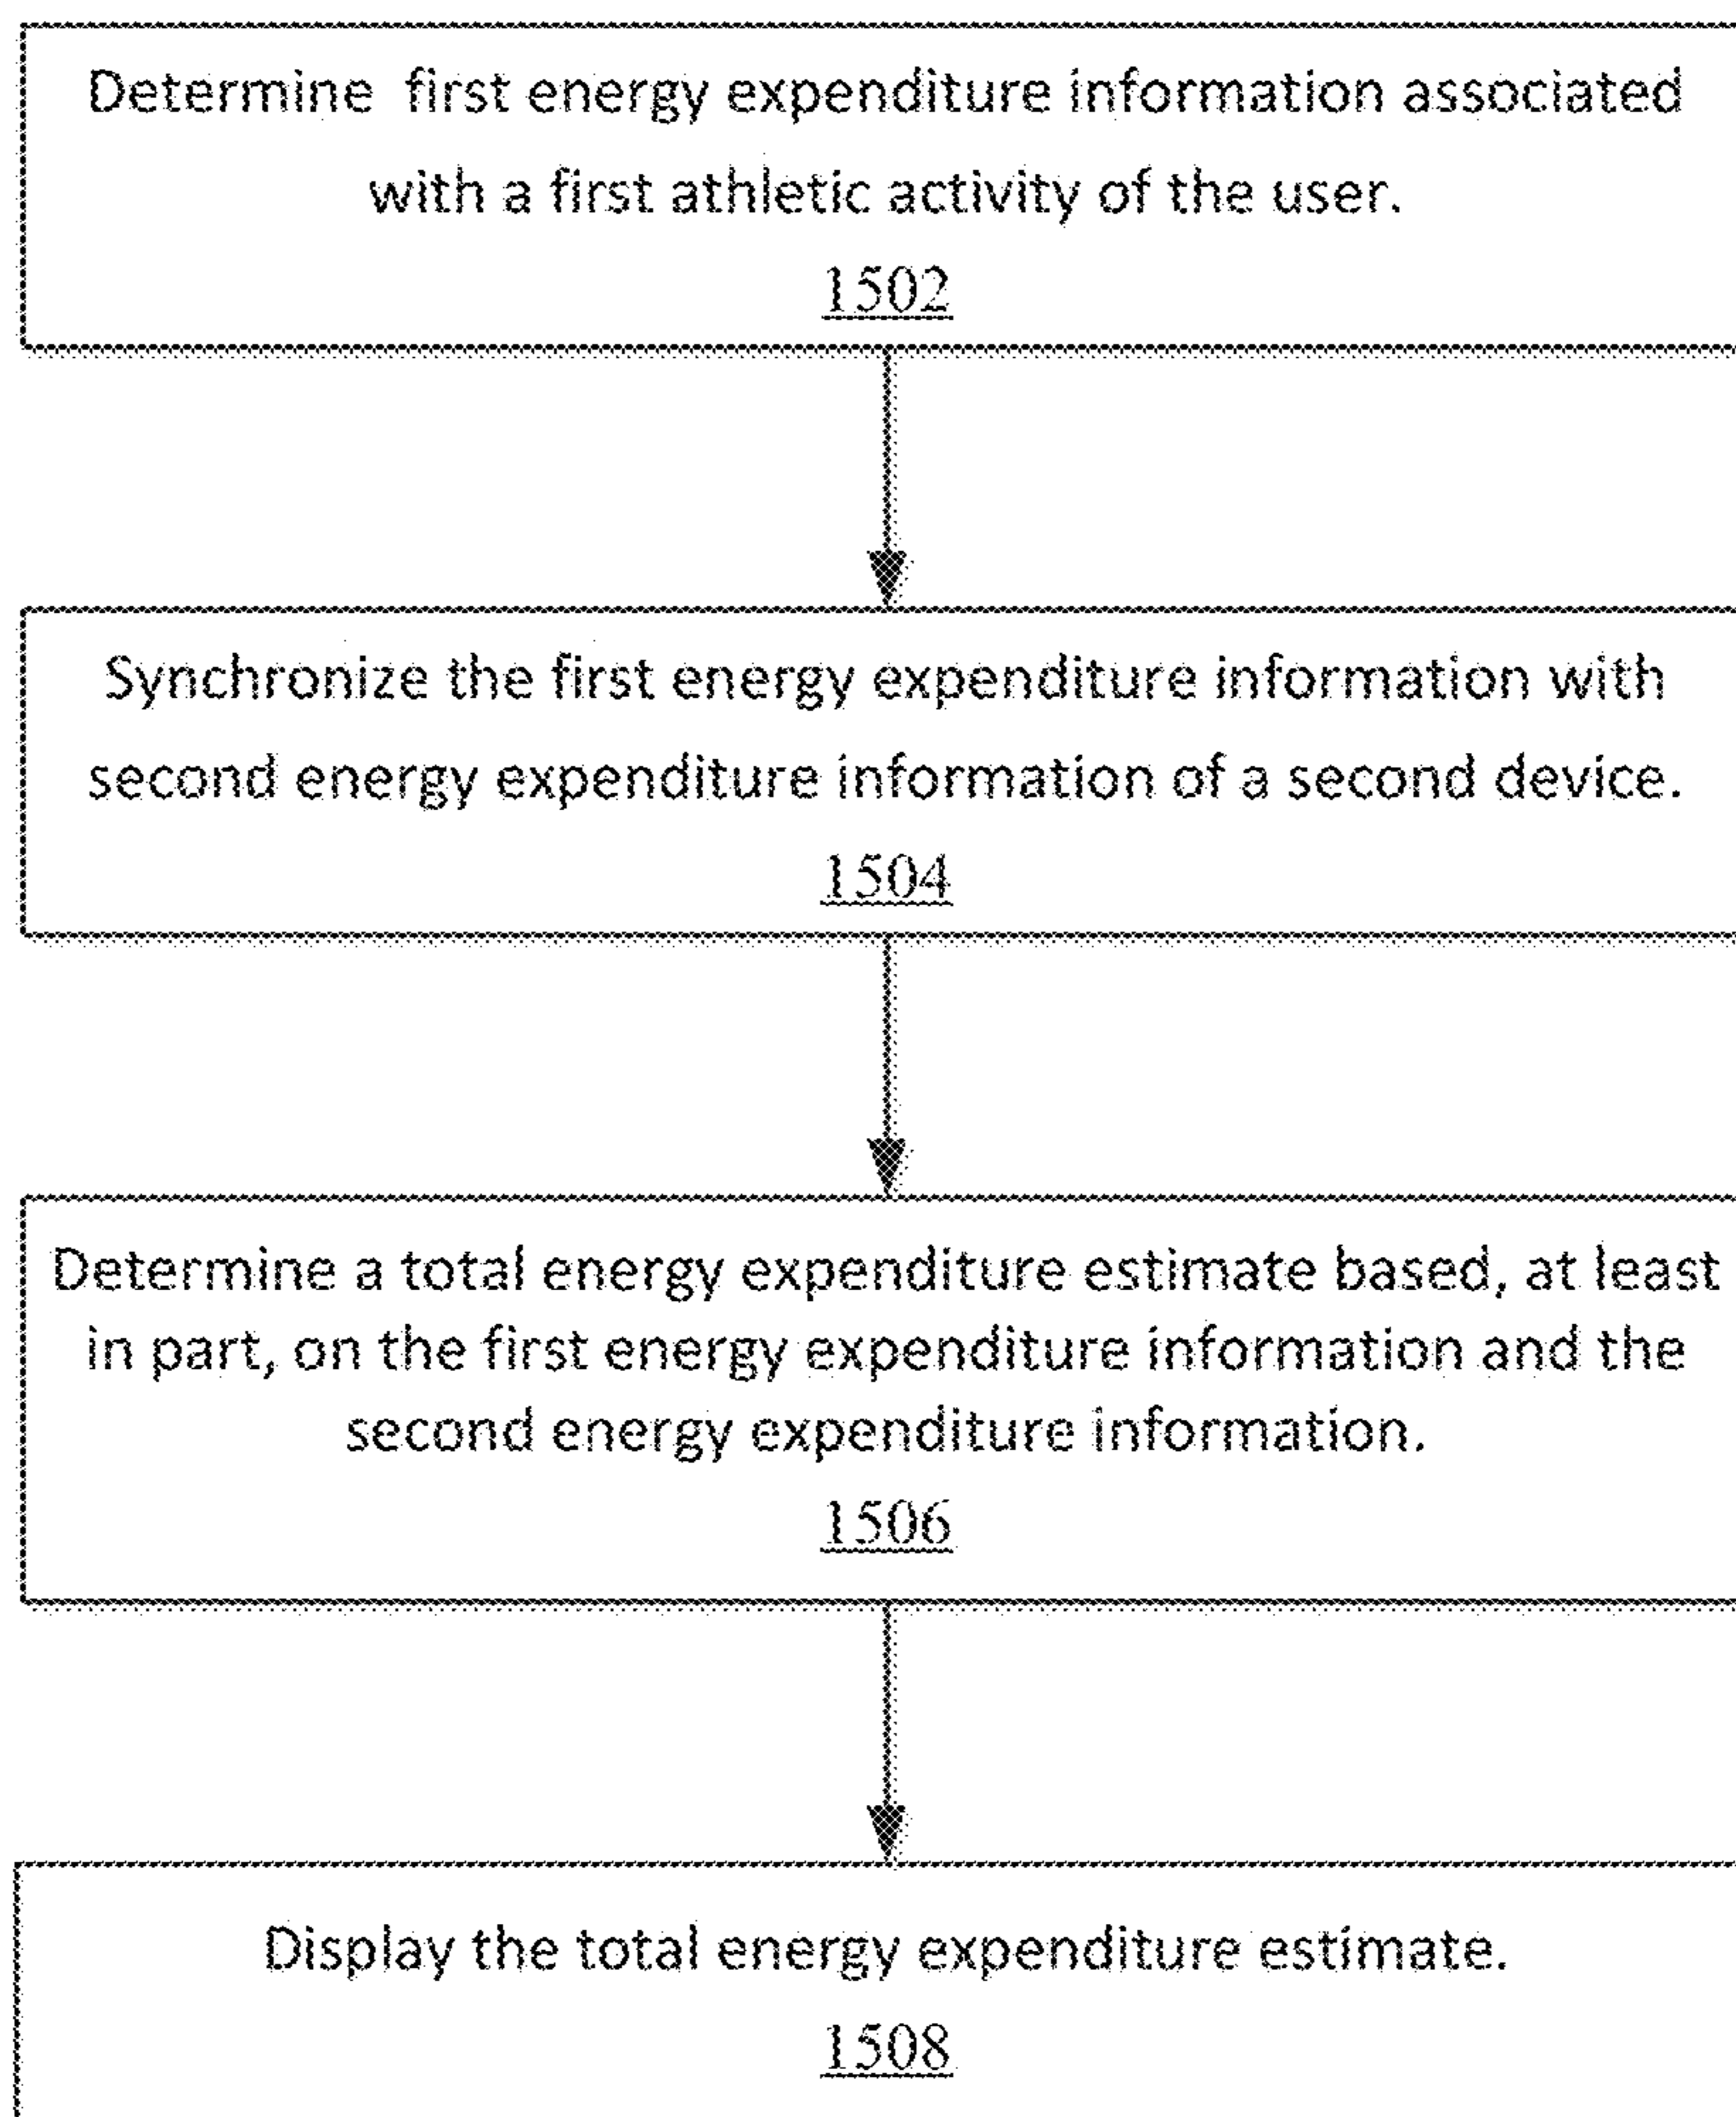 Determine first energy expenditure information associated
with a first athletic activity of the user.
1502
Synchronize the first energy expenditure information with
second energy expenditure information of a second device.
1504
Determine a total energy expenditure estimate based, at least
in part, on the first energy expenditure information and the
second energy expenditure information.
1506
Display the total energy expenditure estimate.
1508